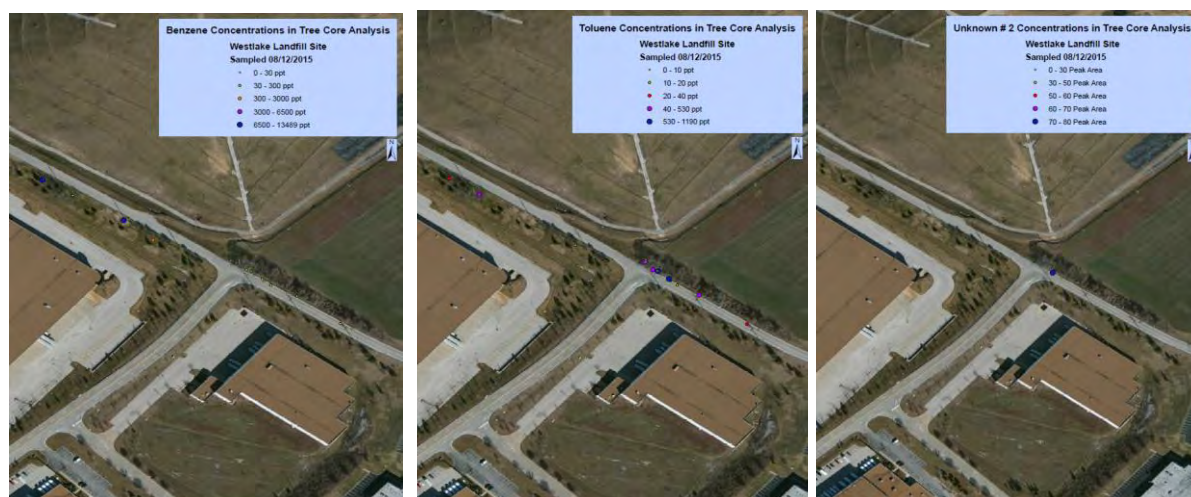 Benzene Concentrations in Tree Core Analysis
Westlake Landfill Site
Sampled 08/12/2015
0 - 30 ppt
30 - 300 ppt
300 - 3000 ppt
3000 - 6500 ppt
6500 - 13469 ppt
N
Toluene Concentrations in Tree Core Analysis
Westlake Landfill Site
Sampled 08/12/2015
0 - 10 ppt
10 - 20 ppt
20 - 40 ppt
40 - 530 ppt
530 - 1190 ppt
N
Unknown # 2 Concentrations in Tree Core Analysis
Westlake Landfill Site
Sampled 08/12/2015
0 - 30 Peak Area
30 - 50 Peak Area
50 - 60 Peak Area
60 - 70 Peak Area
70 - 80 Peak Area
N